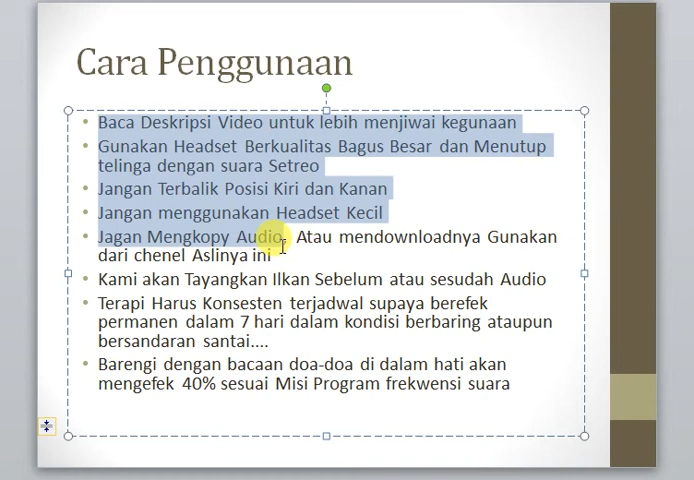 Cara Penggunaan
Baca Deskripsi Video untuk lebih menjiwai kegunaan
Gunakan Headset Berkualitas Bagus Besar dan Menutup
telinga dengan suara Setreo
Jangan Terbalik Posisi Kiri dan Kanan
Jangan menggunakan Headset Kecil
Jagan Mengkopy Audio, Atau mendownloadnya Gunakan
dari chenel Aslinya ini
Kami akan Tayangkan Ilkan Sebelum atau sesudah Audio
Terapi Harus Konsesten terjadwal supaya berefek
permanen dalam 7 hari dalam kondisi berbaring ataupun
bersandaran santai....
Barengi dengan bacaan doa-doa di dalam hati akan
mengefek 40% sesuai Misi Program frekwensi suara